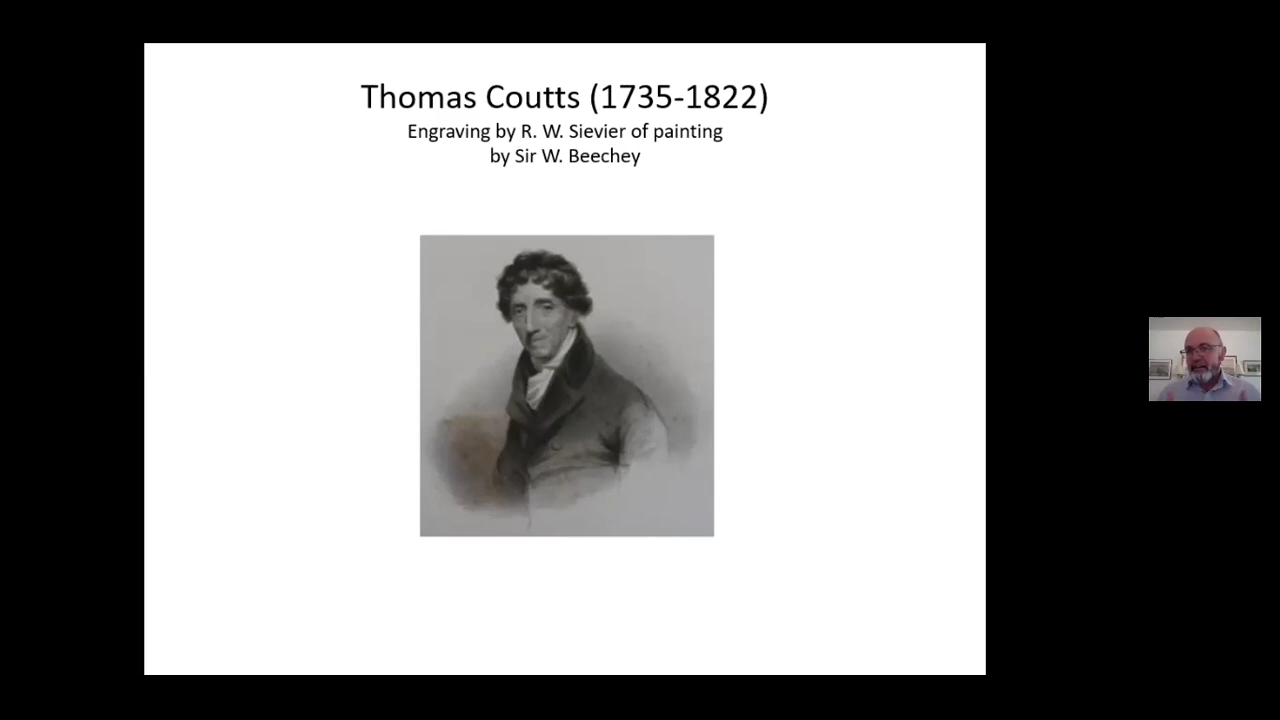 Thomas Coutts (1735-1822)
Engraving by R. W. Sievier of painting
by Sir W. Beechey